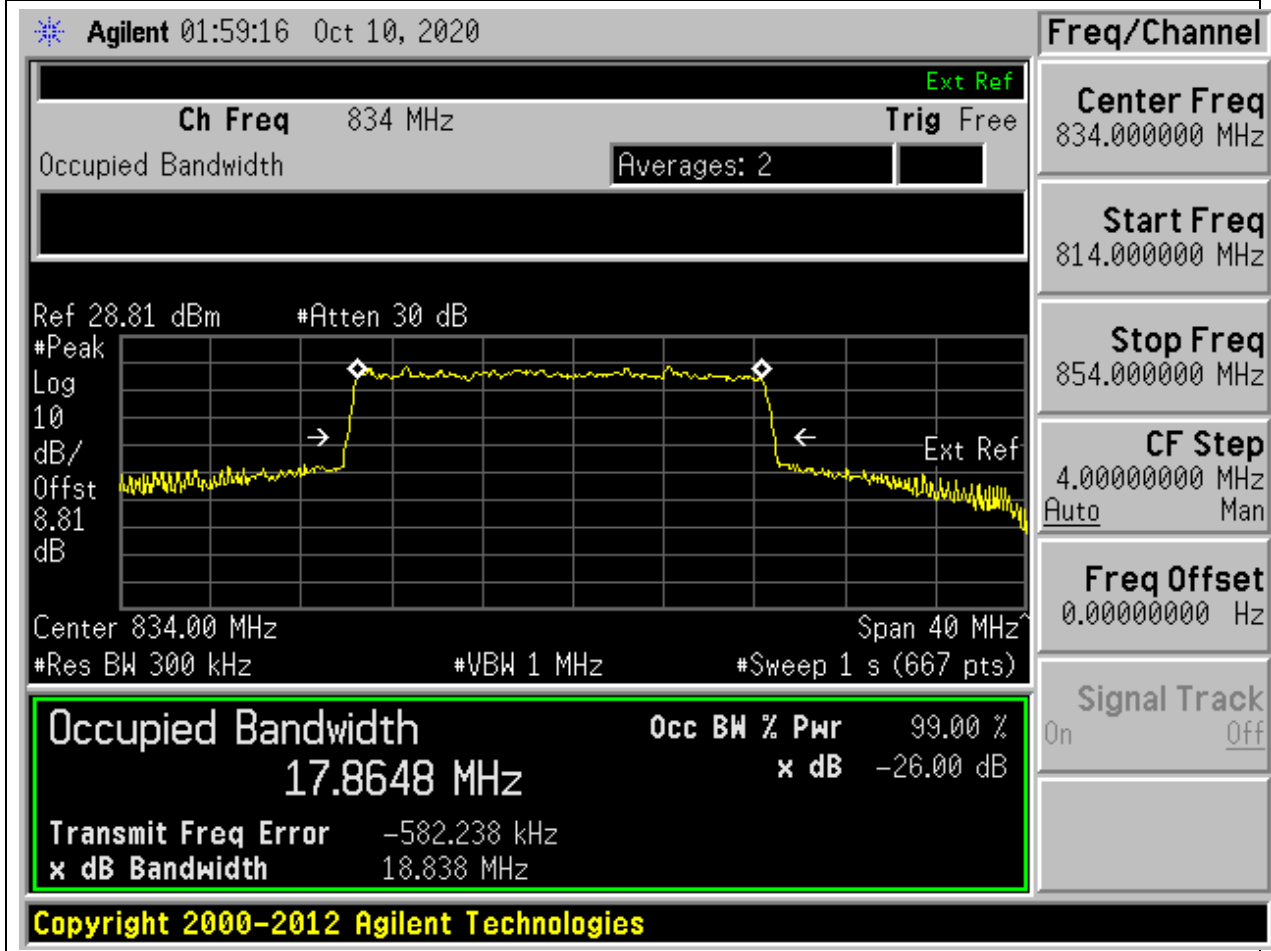 Agilent 01:59:16 Oct 10, 2020
Ext Ref
Ch Freq 834 MHz Trig Free
Occupied Bandwidth Averages: 2
Ref 28.81 dBm #Atten 30 dB
#Peak
Log
10
dB/
Offst
8.81
dB
Ext Ref
Center 834.00 MHz Span 40 MHz^
#Res BW 300 kHz #VBW 1 MHz #Sweep 1 s (667 pts)
Occupied Bandwidth
17.8648 MHz
Occ BW % Pwr 99.00 %
x dB -26.00 dB
Transmit Freq Error -582.238 kHz
x dB Bandwidth 18.838 MHz
Copyright 2000-2012 Agilent Technologies
Freq/Channel
Center Freq
834.000000 MHz
Start Freq
814.000000 MHz
Stop Freq
854.000000 MHz
CF Step
4.00000000 MHz
Auto Man
Freq Offset
0.00000000 Hz
Signal Track
On Off